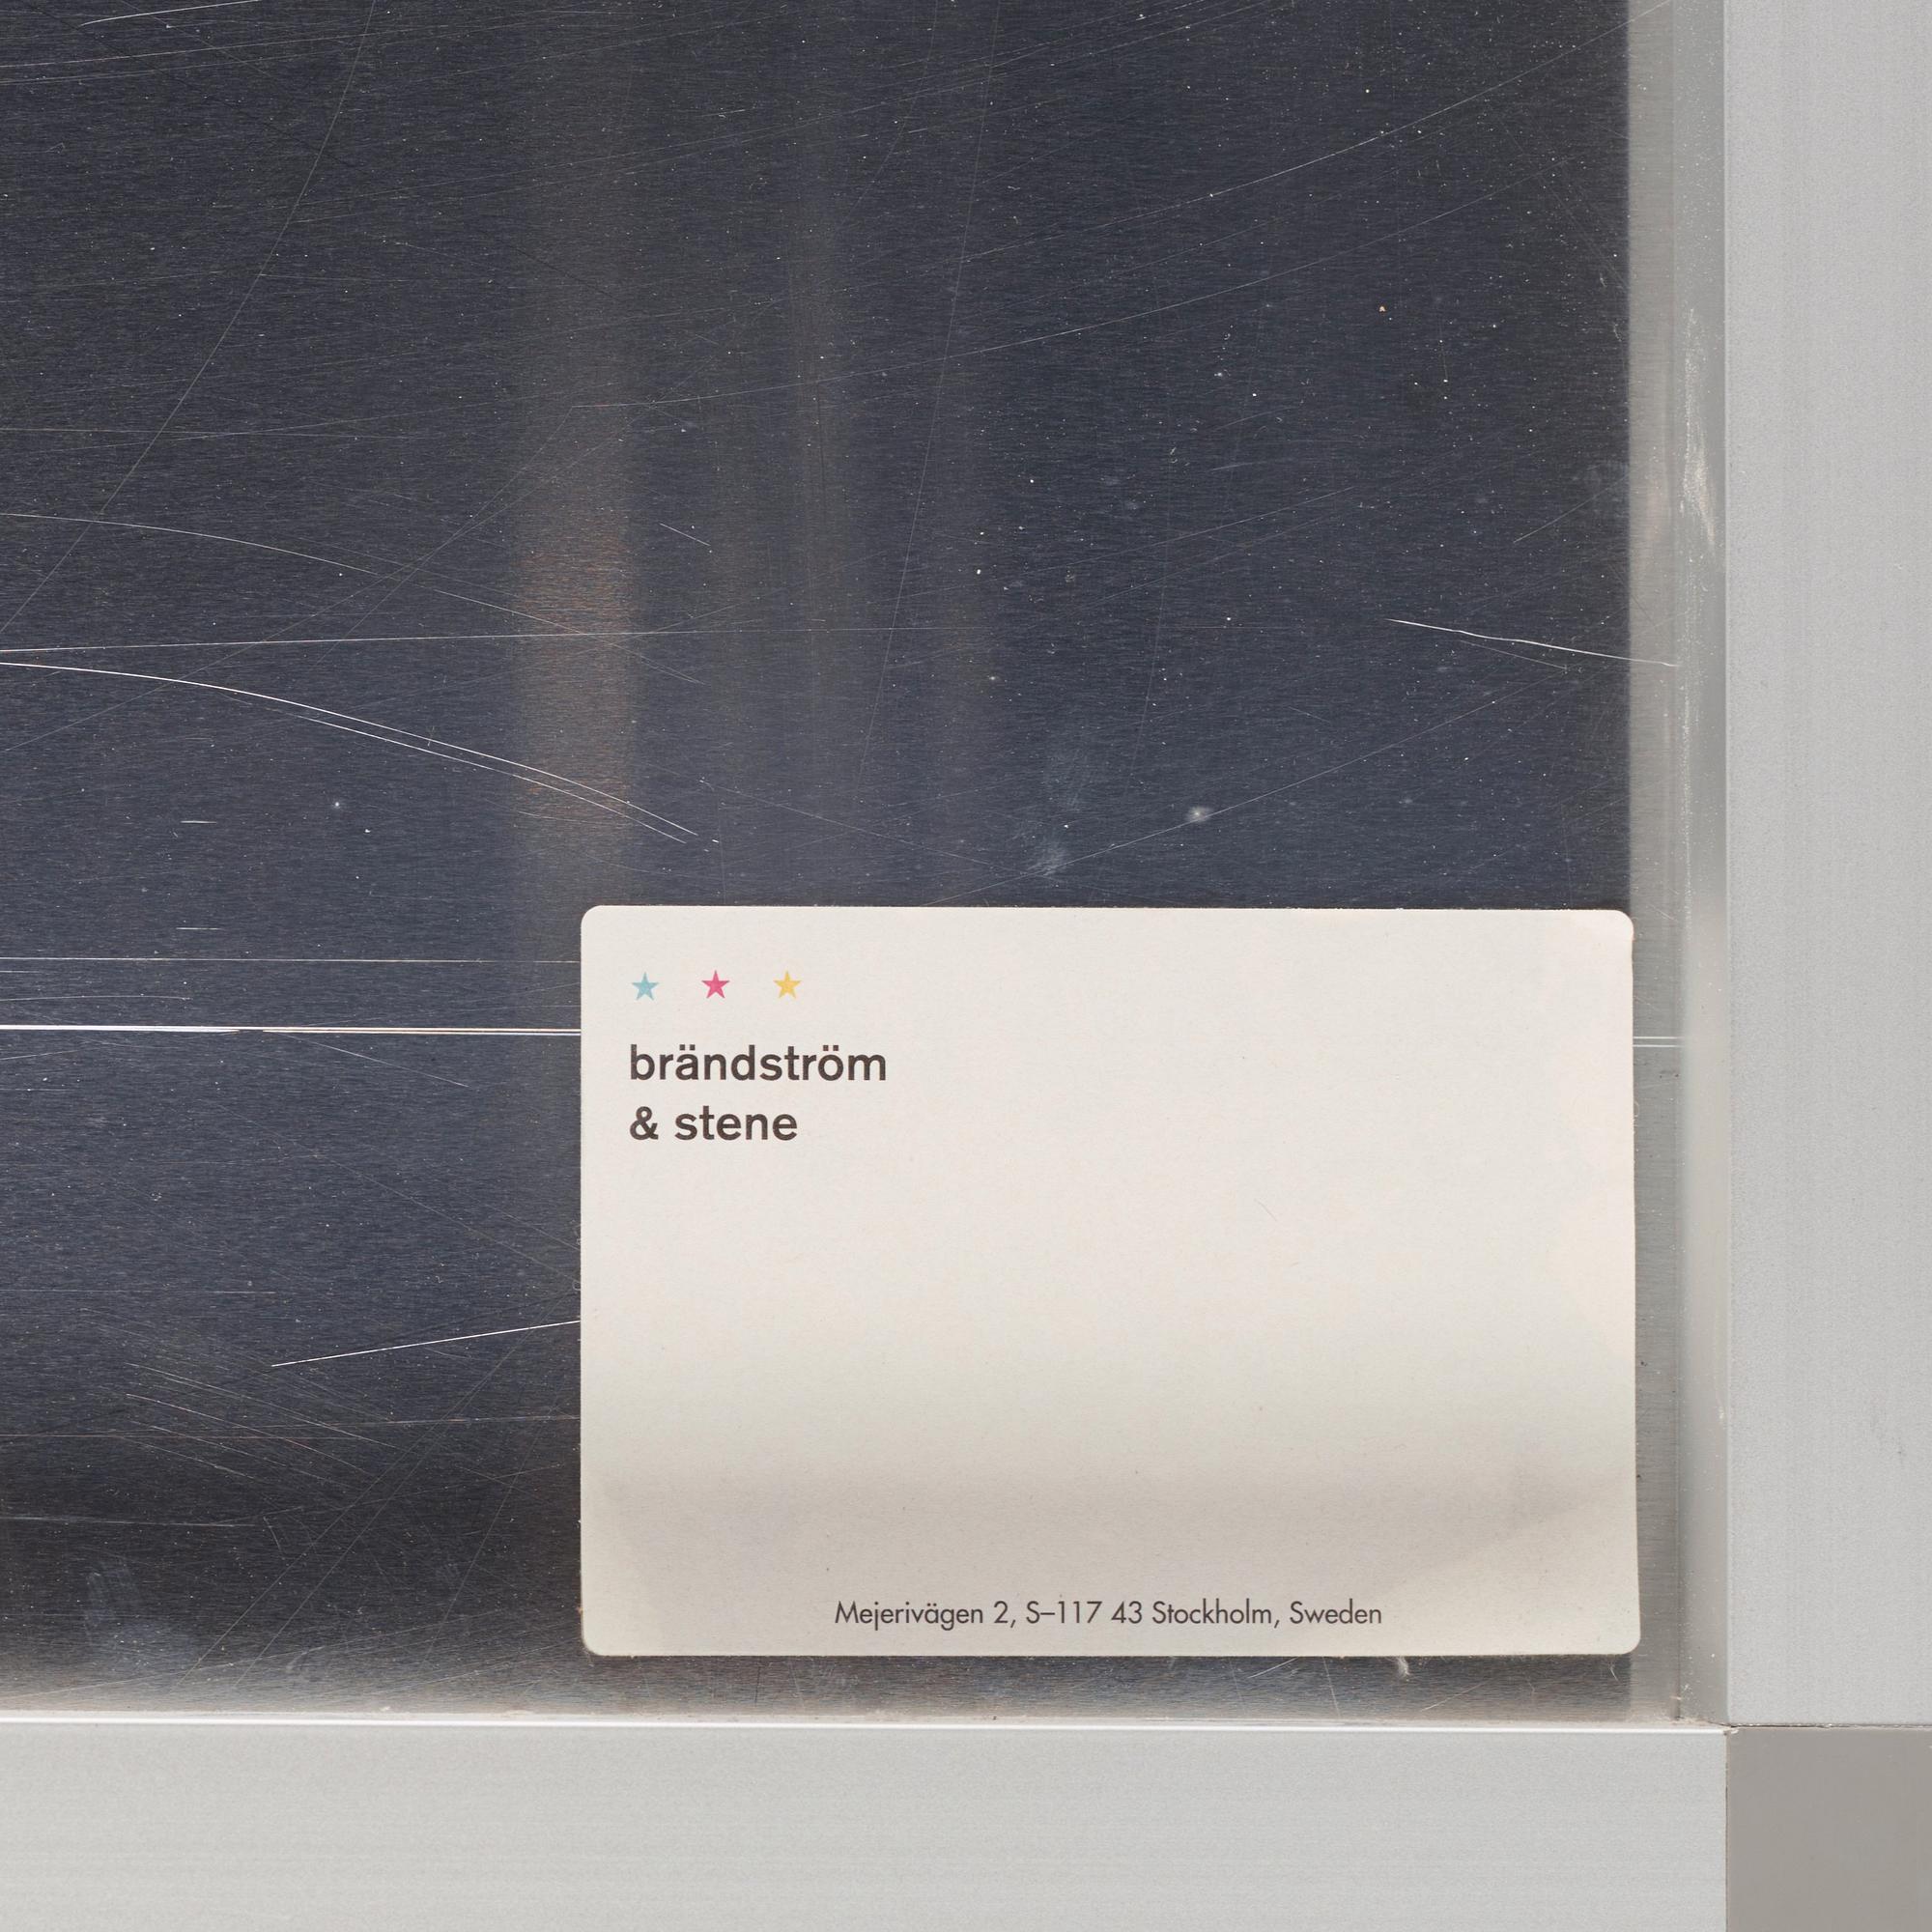 brändström
& stene
Mejerivägen 2, S–117 43 Stockholm, Sweden